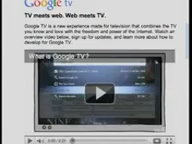 Google tv
TV meets web. Web meets TV.
Google TV is a new experience made for television that combines the TV
you know and love with the freedom and power of the Internet. Watch an
overview video below, sign up for updates, and learn more about how to
develop for Google TV.
What is Google TV?